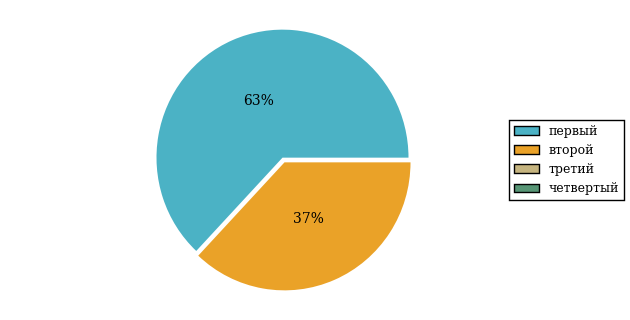 63%
37%
первый
второй
третий
четвертый